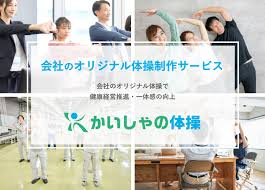 会社のオリジナル体操制作サービス
会社のオリジナル体操で
健康経営推進・一体感の向上
かいしゃの体操